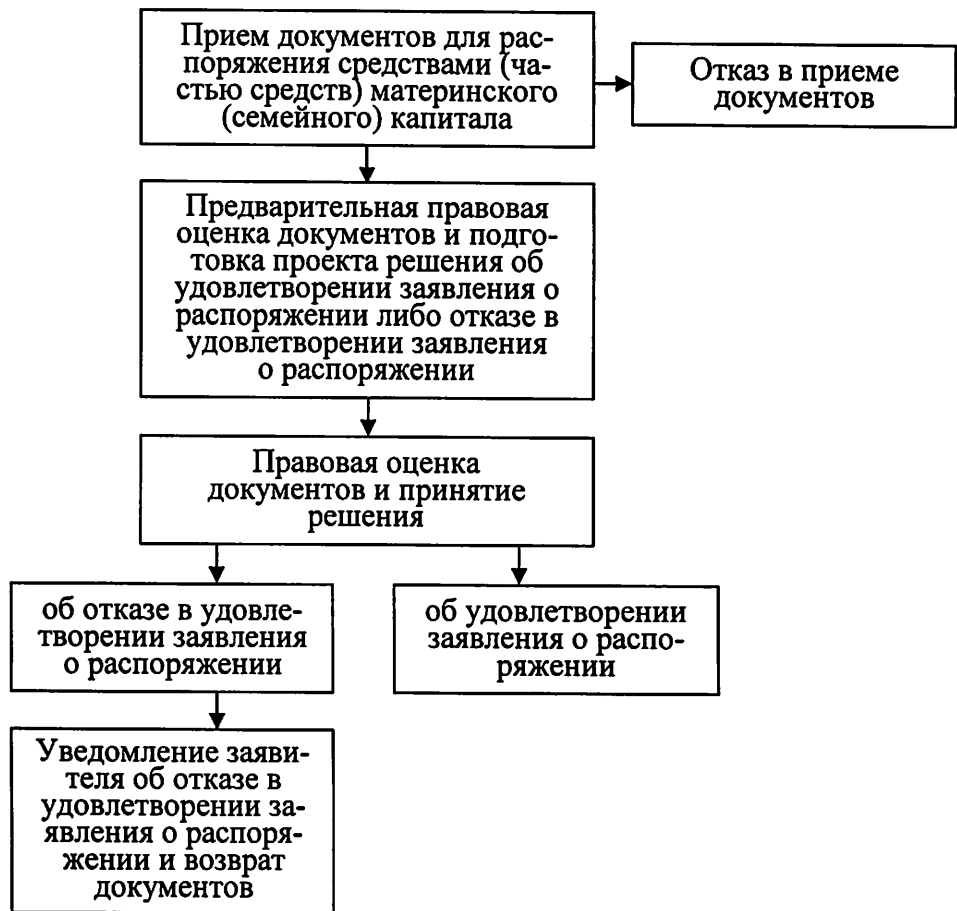 Прием документов для рас-
поряжения средствами (ча-
стью средств) материнского
(семейного) капитала
Отказ в приеме
документов
Предварительная правовая
оценка документов и подго-
товка проекта решения об
удовлетворении заявления о
распоряжении либо отказе в
удовлетворении заявления
о распоряжении
Правовая оценка
документов и принятие
решения
об отказе в удовле-
творении заявления
о распоряжении
об удовлетворении
заявления о распо-
ряжении
Уведомление заяви-
теля об отказе в
удовлетворении за-
явления о распоря-
жении и возврат
документов